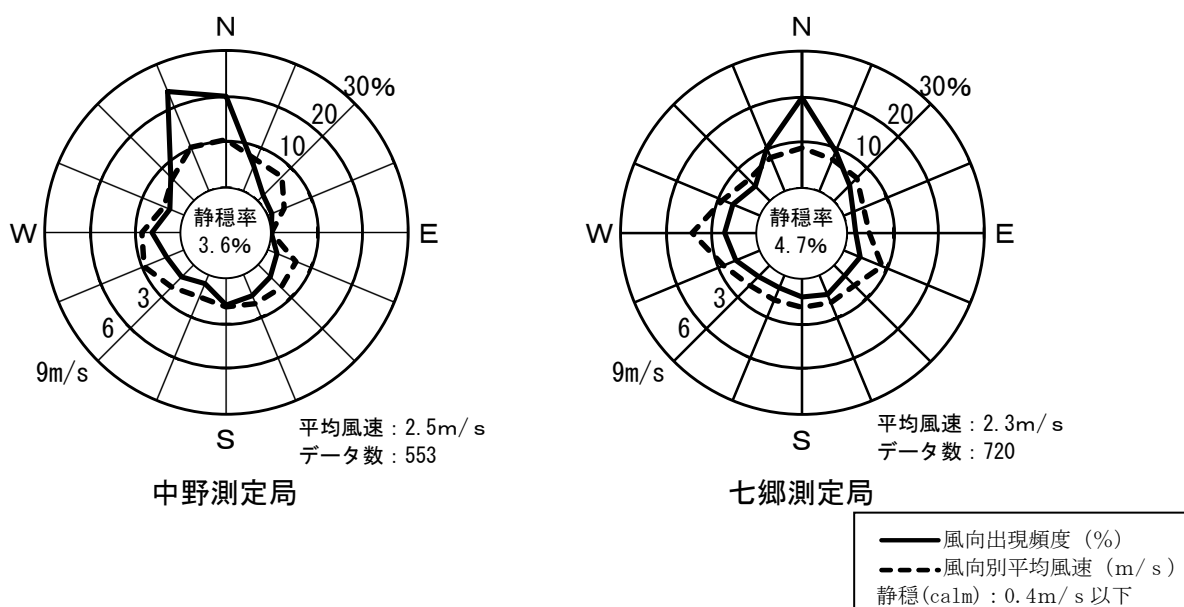 N
30%
20
10
W
静穏率
3.6%
E
3
6
9m/s
S
平均風速：2.5m/s
データ数：553
中野測定局
N
30%
20
10
W
静穏率
4.7%
E
3
6
9m/s
S
平均風速：2.3m/s
データ数：720
七郷測定局
風向出現頻度 (%)
風向別平均風速 (m/s)
静穏(calm)：0.4m/s以下